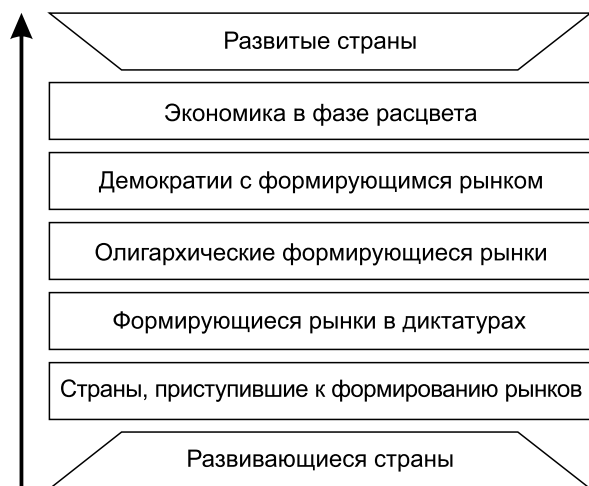 Развитые страны
Экономика в фазе расцвета
Демократии с формирующимся рынком
Олигархические формирующиеся рынки
Формирующиеся рынки в диктатурах
Страны, приступившие к формированию рынков
Развивающиеся страны